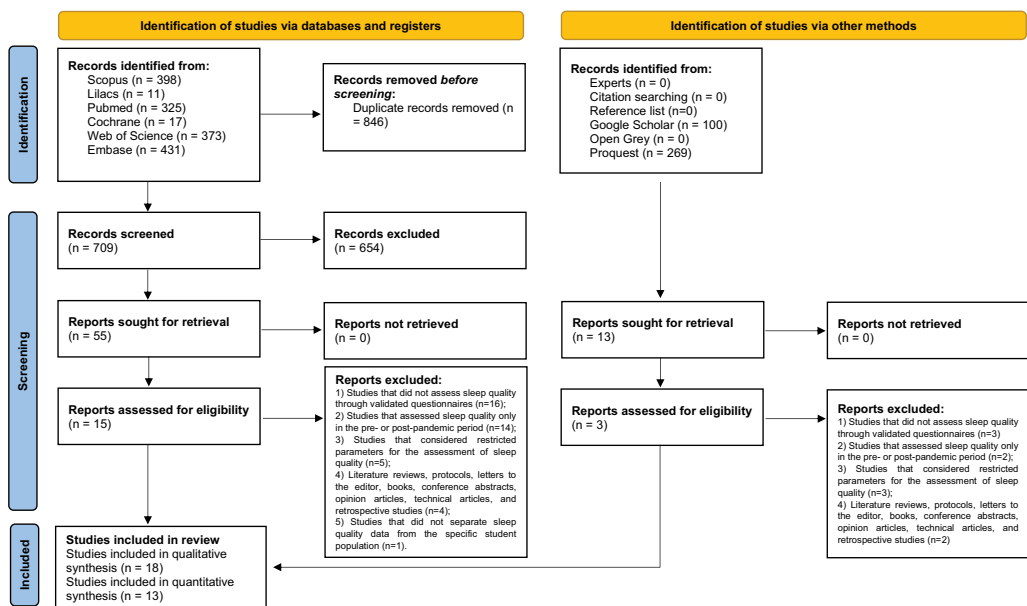 Identification of studies via databases and registers
Identification of studies via other methods
Identification
Records identified from:
Scopus (n = 398)
Lilacs (n = 11)
Pubmed (n = 325)
Cochrane (n = 17)
Web of Science (n = 373)
Embase (n = 431)
Records removed before
screening:
Duplicate records removed (n
= 846)
Records identified from:
Experts (n = 0)
Citation searching (n = 0)
Reference list (n=0)
Google Scholar (n = 100)
Open Grey (n = 0)
Proquest (n = 269)
Screening
Records screened
(n = 709)
Records excluded
(n = 654)
Reports sought for retrieval
(n = 55)
Reports not retrieved
(n = 0)
Reports sought for retrieval
(n = 13)
Reports not retrieved
(n = 0)
Reports assessed for eligibility
(n = 15)
Reports excluded:
1) Studies that did not assess sleep quality
through validated questionnaires (n=16);
2) Studies that assessed sleep quality only
in the pre- or post-pandemic period (n=14);
3) Studies that considered restricted
parameters for the assessment of sleep
quality (n=5);
4) Literature reviews, protocols, letters to
the editor, books, conference abstracts,
opinion articles, technical articles, and
retrospective studies (n=4);
5) Studies that did not separate sleep
quality data from the specific student
population (n=1).
Reports assessed for eligibility
(n = 3)
Reports excluded:
1) Studies that did not assess sleep quality
through validated questionnaires (n=3)
2) Studies that assessed sleep quality only
in the pre- or post-pandemic period (n=2);
3) Studies that considered restricted
parameters for the assessment of sleep
quality (n=3);
4) Literature reviews, protocols, letters to
the editor, books, conference abstracts,
opinion articles, technical articles, and
retrospective studies (n=2)
Included
Studies included in review
Studies included in qualitative
synthesis (n = 18)
Studies included in quantitative
synthesis (n = 13)